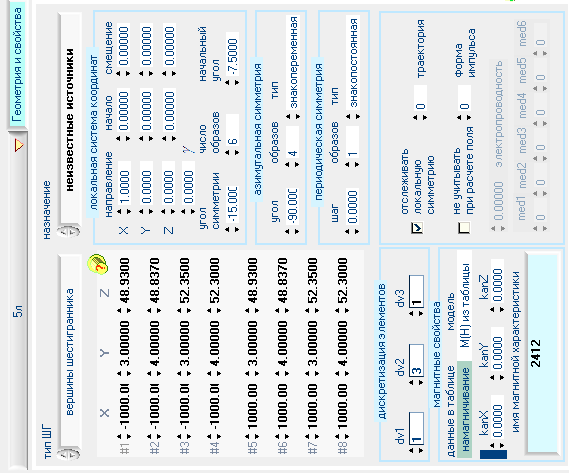 5л
Геометрия и свойства
тип ШГ
вершины шестигранника
X Y Z
#1 -1000.0( 3.00000 48.9300
#2 -1000.0( 4.00000 48.8370
#3 -1000.0( 3.00000 52.3500
#4 -1000.0( 4.00000 52.3000
#5 1000.00 3.00000 48.9300
#6 1000.00 4.00000 48.8370
#7 1000.00 3.00000 52.3500
#8 1000.00 4.00000 52.3000
дискретизация элементов
dv1 dv2 dv3
1 3 1
магнитные свойства
данные в таблице модель
намагничивание M(H) из таблицы
kanX kanY kanZ
0.0000 0.0000 0.0000
имя магнитной характеристики
2412
назначение
неизвестные источники
локальная система координат
направление начало смещение
X 1.0000 0.00000 0.00000
Y 0.0000 0.00000 0.00000
Z 0.0000 0.00000 0.00000
Y
угол симметрии число образов начальный угол
-15.000 6 -7.5000
азимутальная симметрия
угол образов тип
-90.000 4 знакопеременная
периодическая симметрия
шаг образов тип
0.0000 1 знакопостоянная
отслеживать локальную симметрию 0 траектория
не учитывать при расчете поля 0 форма импульса
0.00000 электропроводность
med1 med2 med3 med4 med5 med6
0 0 0 0 0 0